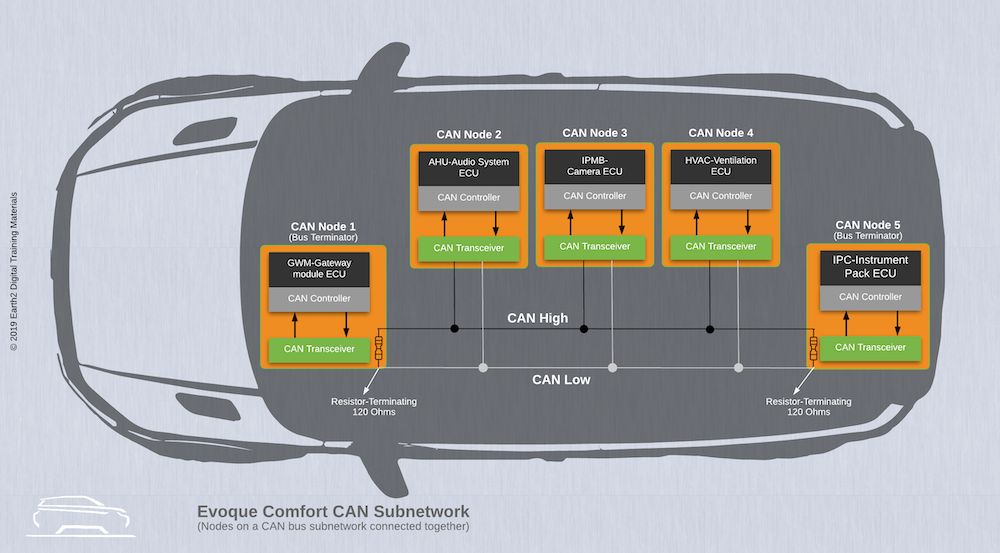 CAN Node 2
CAN Node 3
CAN Node 4
AHU-Audio System
ECU
CAN Controller
CAN Transceiver
IPMB-
Camera ECU
CAN Controller
CAN Transceiver
HVAC-Ventilation
ECU
CAN Controller
CAN Transceiver
CAN Node 1
(Bus Terminator)
GWM-Gateway
module ECU
CAN Controller
CAN Transceiver
CAN Node 5
(Bus Terminator)
IPC-Instrument
Pack ECU
CAN Controller
CAN Transceiver
CAN High
CAN Low
Resistor-Terminating
120 Ohms
Resistor-Terminating
120 Ohms
© 2019 Earth2 Digital Training Materials
Evoque Comfort CAN Subnetwork
(Nodes on a CAN bus subnetwork connected together)